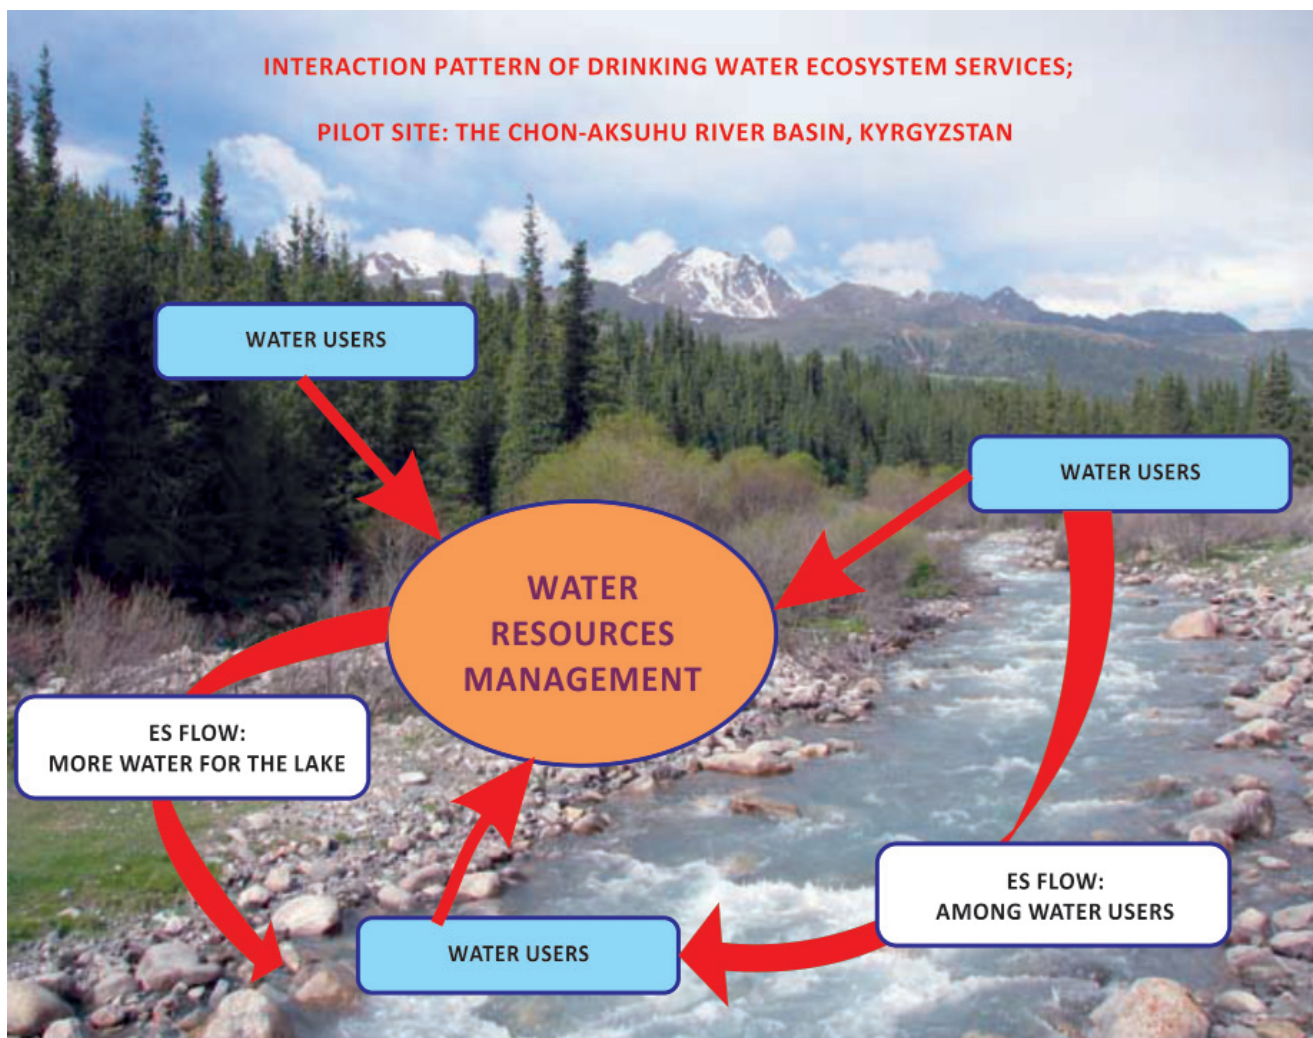 INTERACTION PATTERN OF DRINKING WATER ECOSYSTEM SERVICES;
PILOT SITE: THE CHON-AKSUHU RIVER BASIN, KYRGYZSTAN
WATER USERS
WATER USERS
WATER
RESOURCES
MANAGEMENT
ES FLOW:
MORE WATER FOR THE LAKE
ES FLOW:
AMONG WATER USERS
WATER USERS